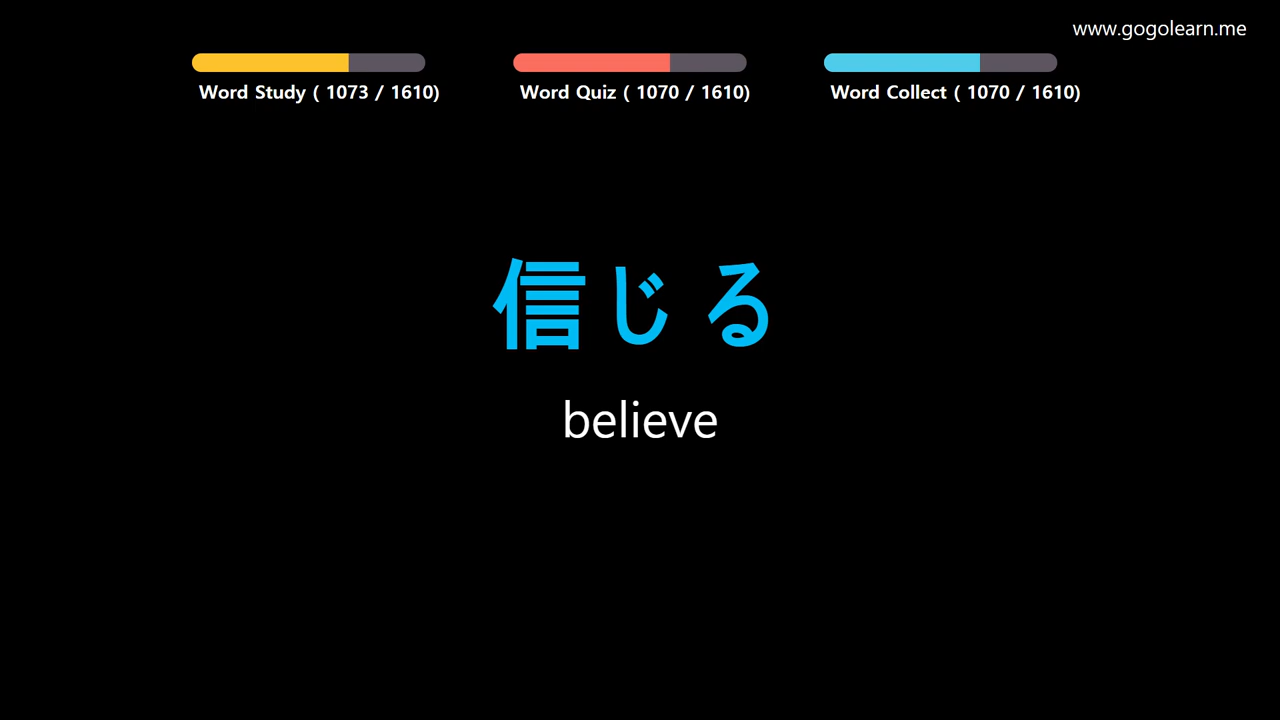 www.gogolearn.me
Word Study ( 1073 / 1610)
Word Quiz ( 1070 / 1610)
Word Collect ( 1070 / 1610)
信じる
believe